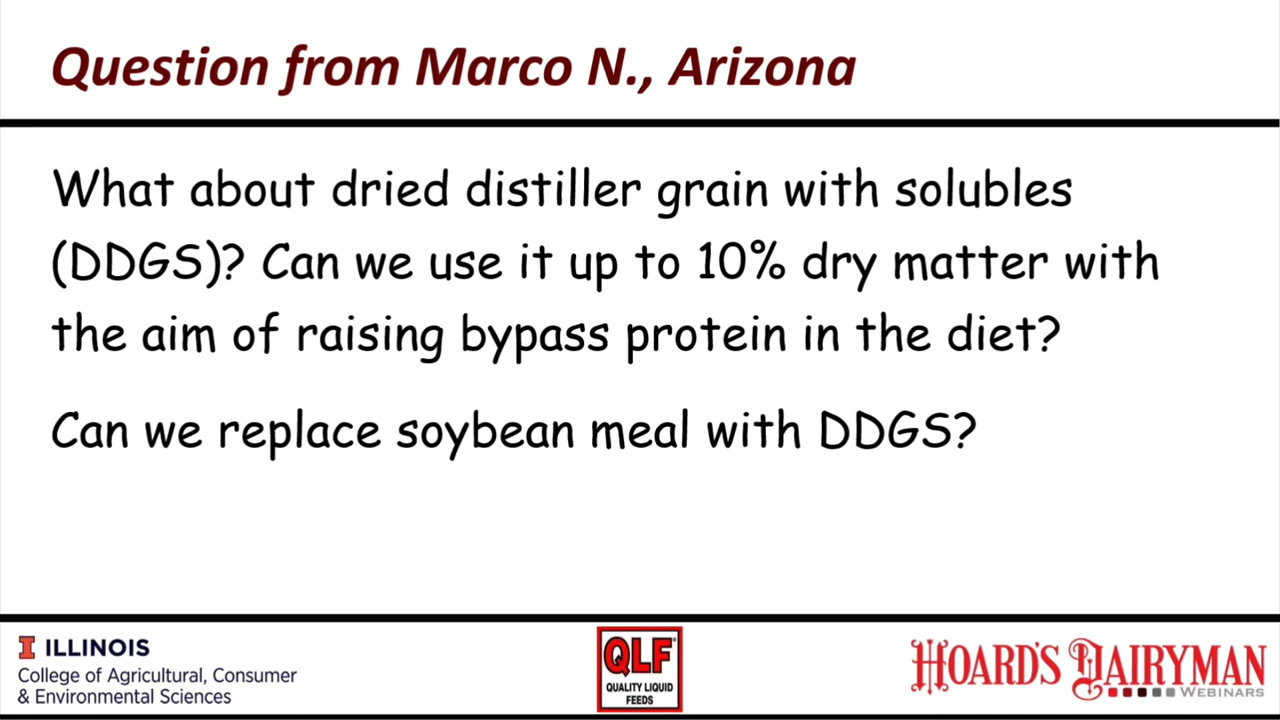 Question from Marco N., Arizona
What about dried distiller grain with solubles
(DDGS)? Can we use it up to 10% dry matter with
the aim of raising bypass protein in the diet?
Can we replace soybean meal with DDGS?
I ILLINOIS
College of Agricultural, Consumer
& Environmental Sciences
QLF®
QUALITY LIQUID
FEEDS
HOARD'S DAIRYMAN
WEBINARS